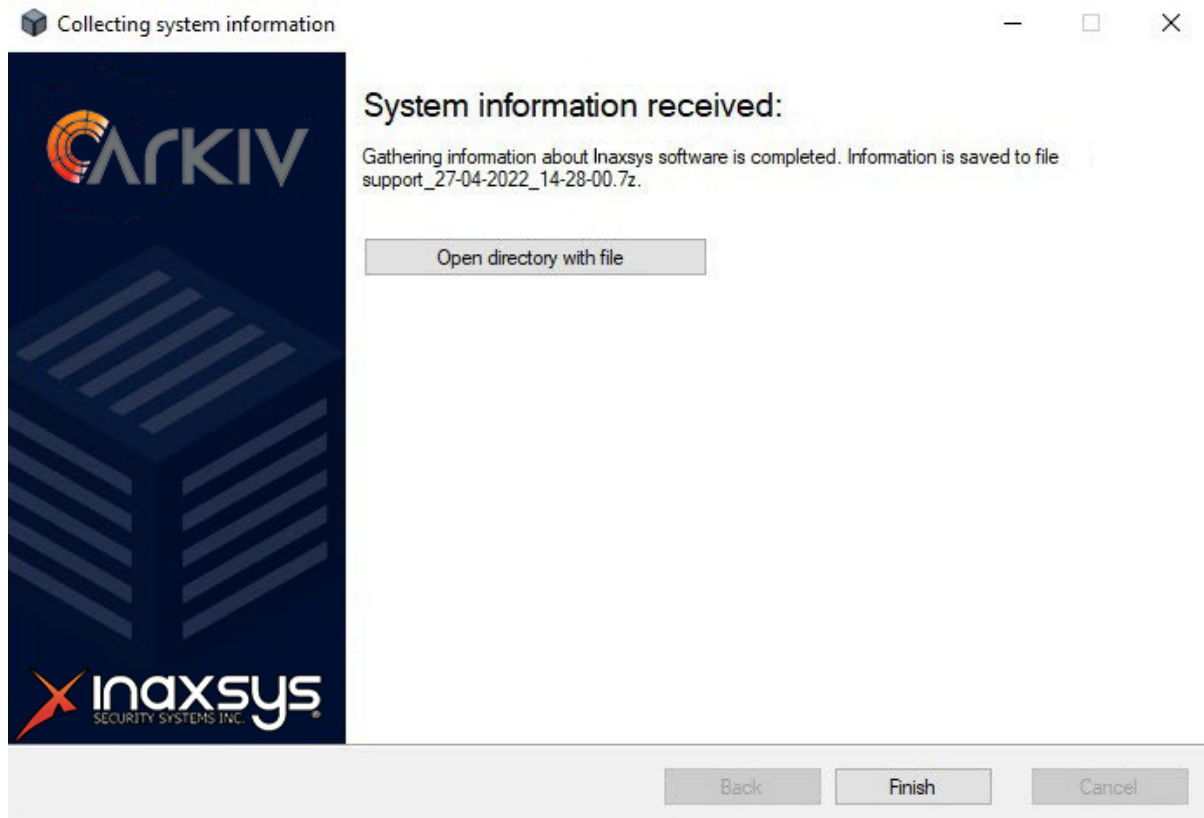 Collecting system information
ARKIV
System information received:
Gathering information about Inaxsys software is completed. Information is saved to file
support_27-04-2022_14-28-00.7z.
Open directory with file
Inaxsys
SECURITY SYSTEMS INC. ®
Back
Finish
Cancel